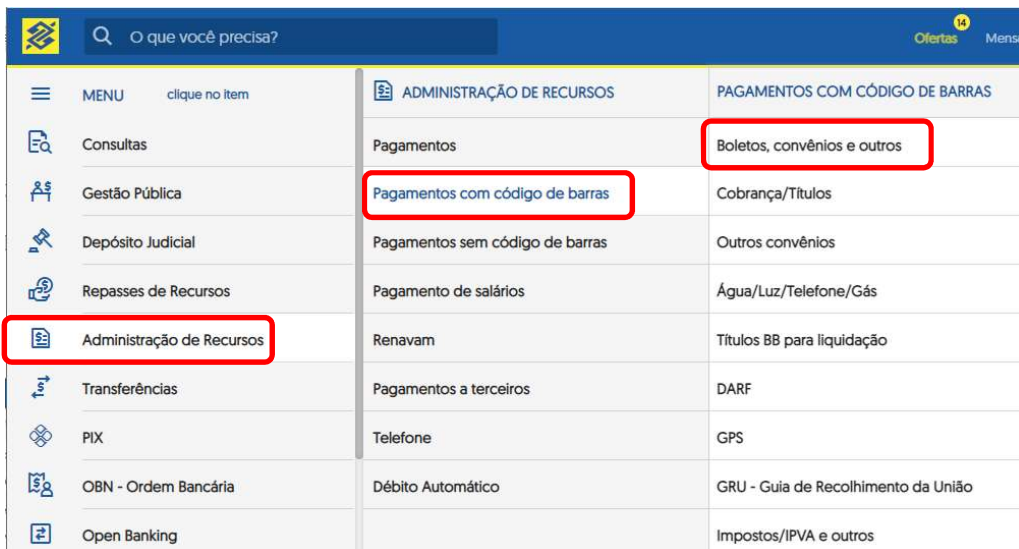 O que você precisa?
14
Ofertas
Mens
MENU clique no item
Consultas
Gestão Pública
Depósito Judicial
Repasses de Recursos
Administração de Recursos
Transferências
PIX
OBN - Ordem Bancária
Open Banking
ADMINISTRAÇÃO DE RECURSOS
Pagamentos
Pagamentos com código de barras
Pagamentos sem código de barras
Pagamento de salários
Renavam
Pagamentos a terceiros
Telefone
Débito Automático
PAGAMENTOS COM CÓDIGO DE BARRAS
Boletos, convênios e outros
Cobrança/Títulos
Outros convênios
Água/Luz/Telefone/Gás
Títulos BB para liquidação
DARF
GPS
GRU - Guia de Recolhimento da União
Impostos/IPVA e outros